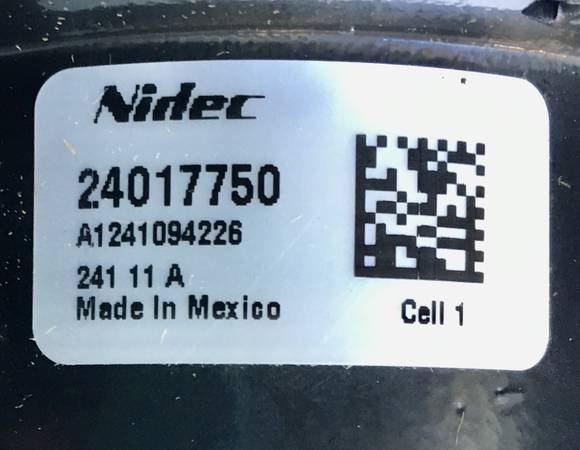 Nidec
24017750
A1241094226
241 11 A
Made In Mexico
Cell 1